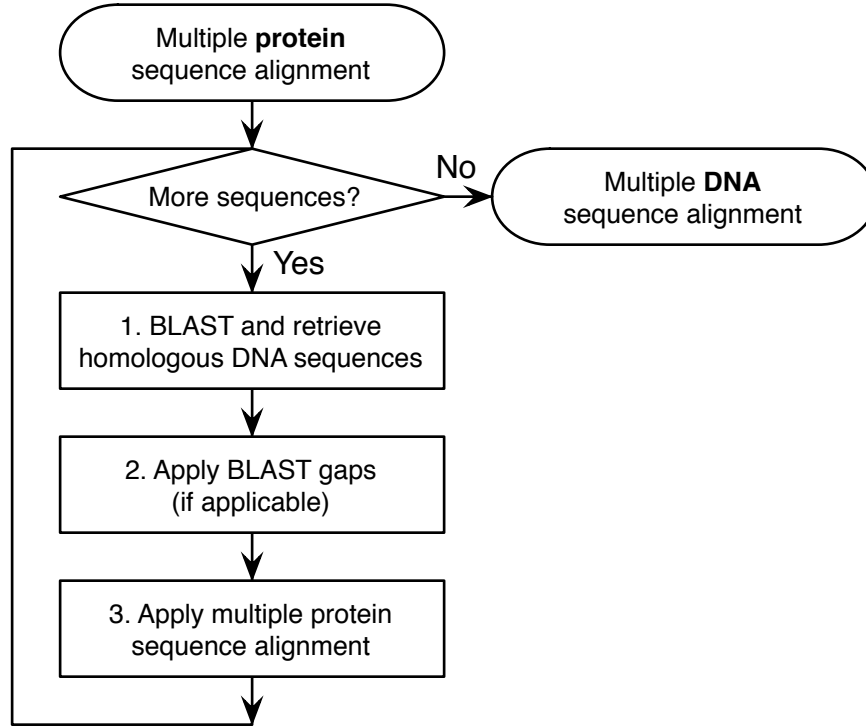 Multiple protein
sequence alignment
More sequences?
No
Multiple DNA
sequence alignment
Yes
1. BLAST and retrieve
homologous DNA sequences
2. Apply BLAST gaps
(if applicable)
3. Apply multiple protein
sequence alignment